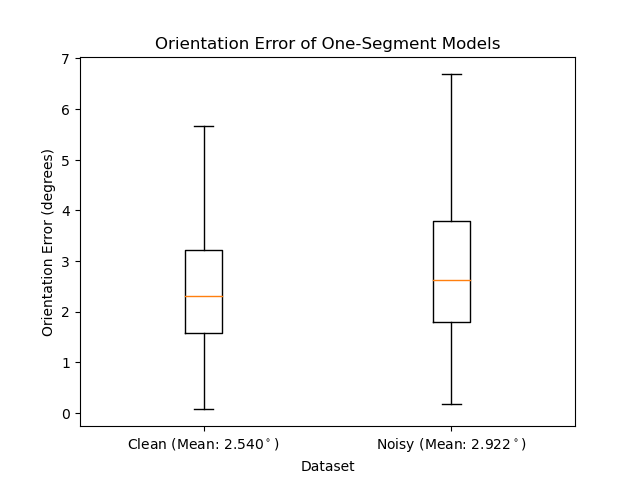 Orientation Error of One-Segment Models
7
6
5
4
3
2
1
0
Orientation Error (degrees)
Clean (Mean: 2.540°)
Noisy (Mean: 2.922°)
Dataset